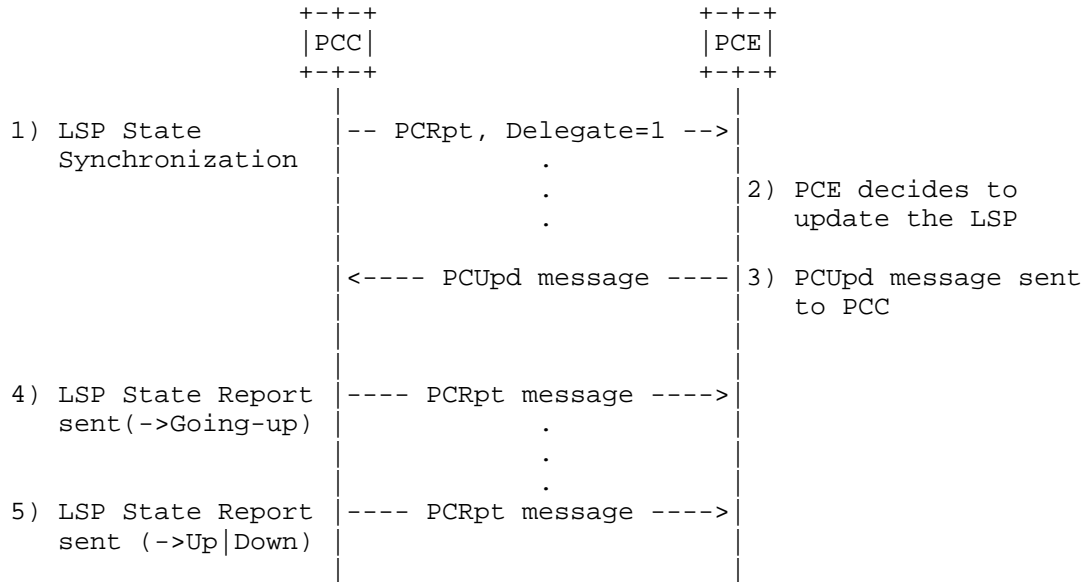 +-+-+                    +-+-+
                       |PCC|                    |PCE|
                       +-+-+                    +-+-+
                         |                        |
1) LSP State             |-- PCRpt, Delegate=1 -->|
   Synchronization       |            .           |
                         |            .           |2) PCE decides to
                         |            .           |   update the LSP
                         |                        |
                         |<---- PCUpd message ----|3) PCUpd message sent
                         |                        |   to PCC
                         |                        |
                         |                        |
4) LSP State Report      |---- PCRpt message ---->|
   sent(->Going-up)      |            .           |
                         |            .           |
                         |            .           |
5) LSP State Report      |---- PCRpt message ---->|
   sent (->Up|Down)      |                        |
                         |                        |